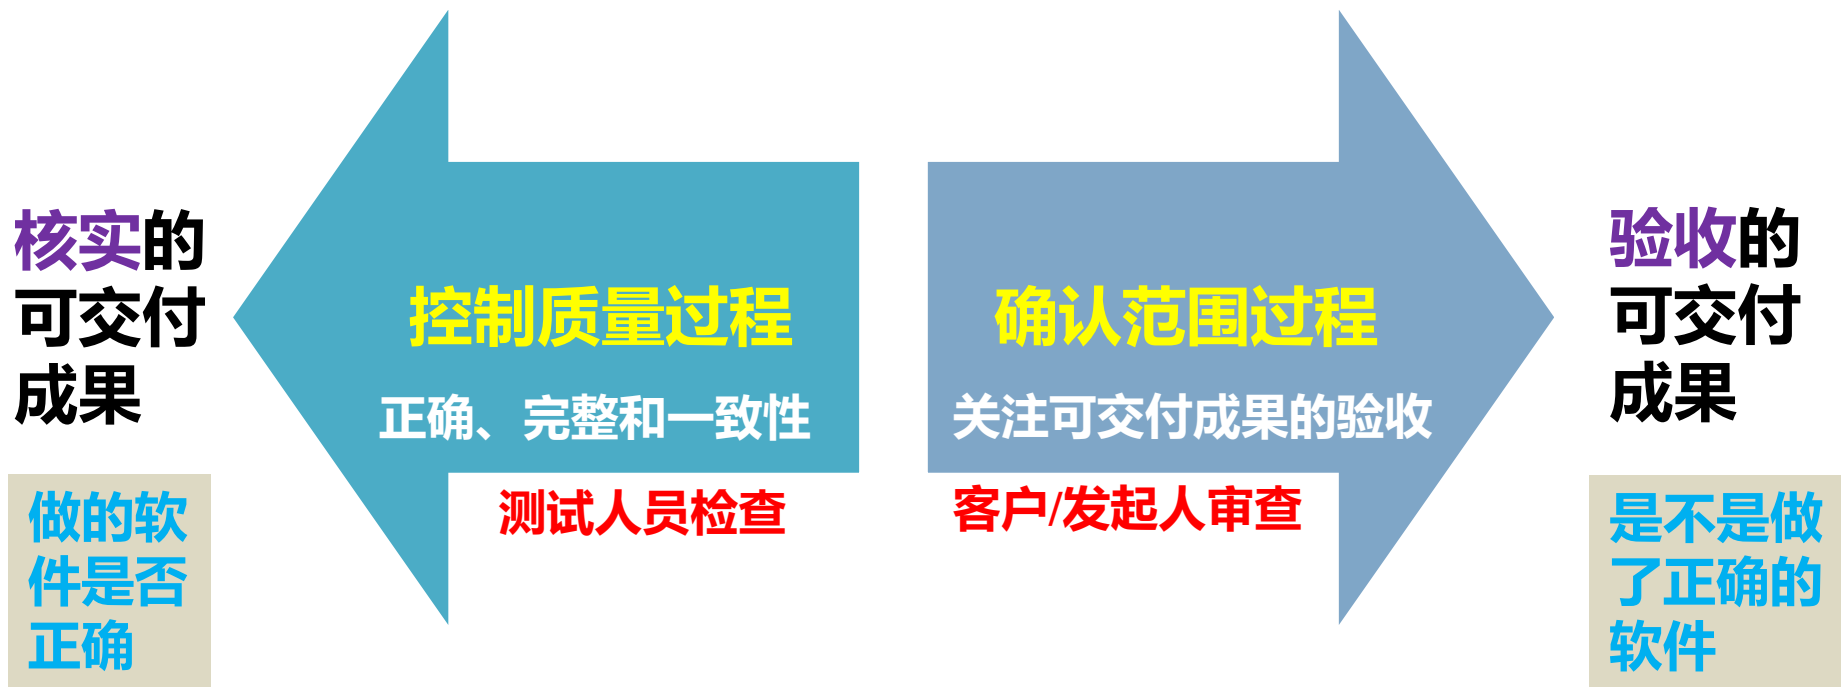 核实的
可交付
成果
做的软
件是否
正确
控制质量过程
正确、完整和一致性
测试人员检查
确认范围过程
关注可交付成果的验收
客户/发起人审查
验收的
可交付
成果
是不是做
了正确的
软件